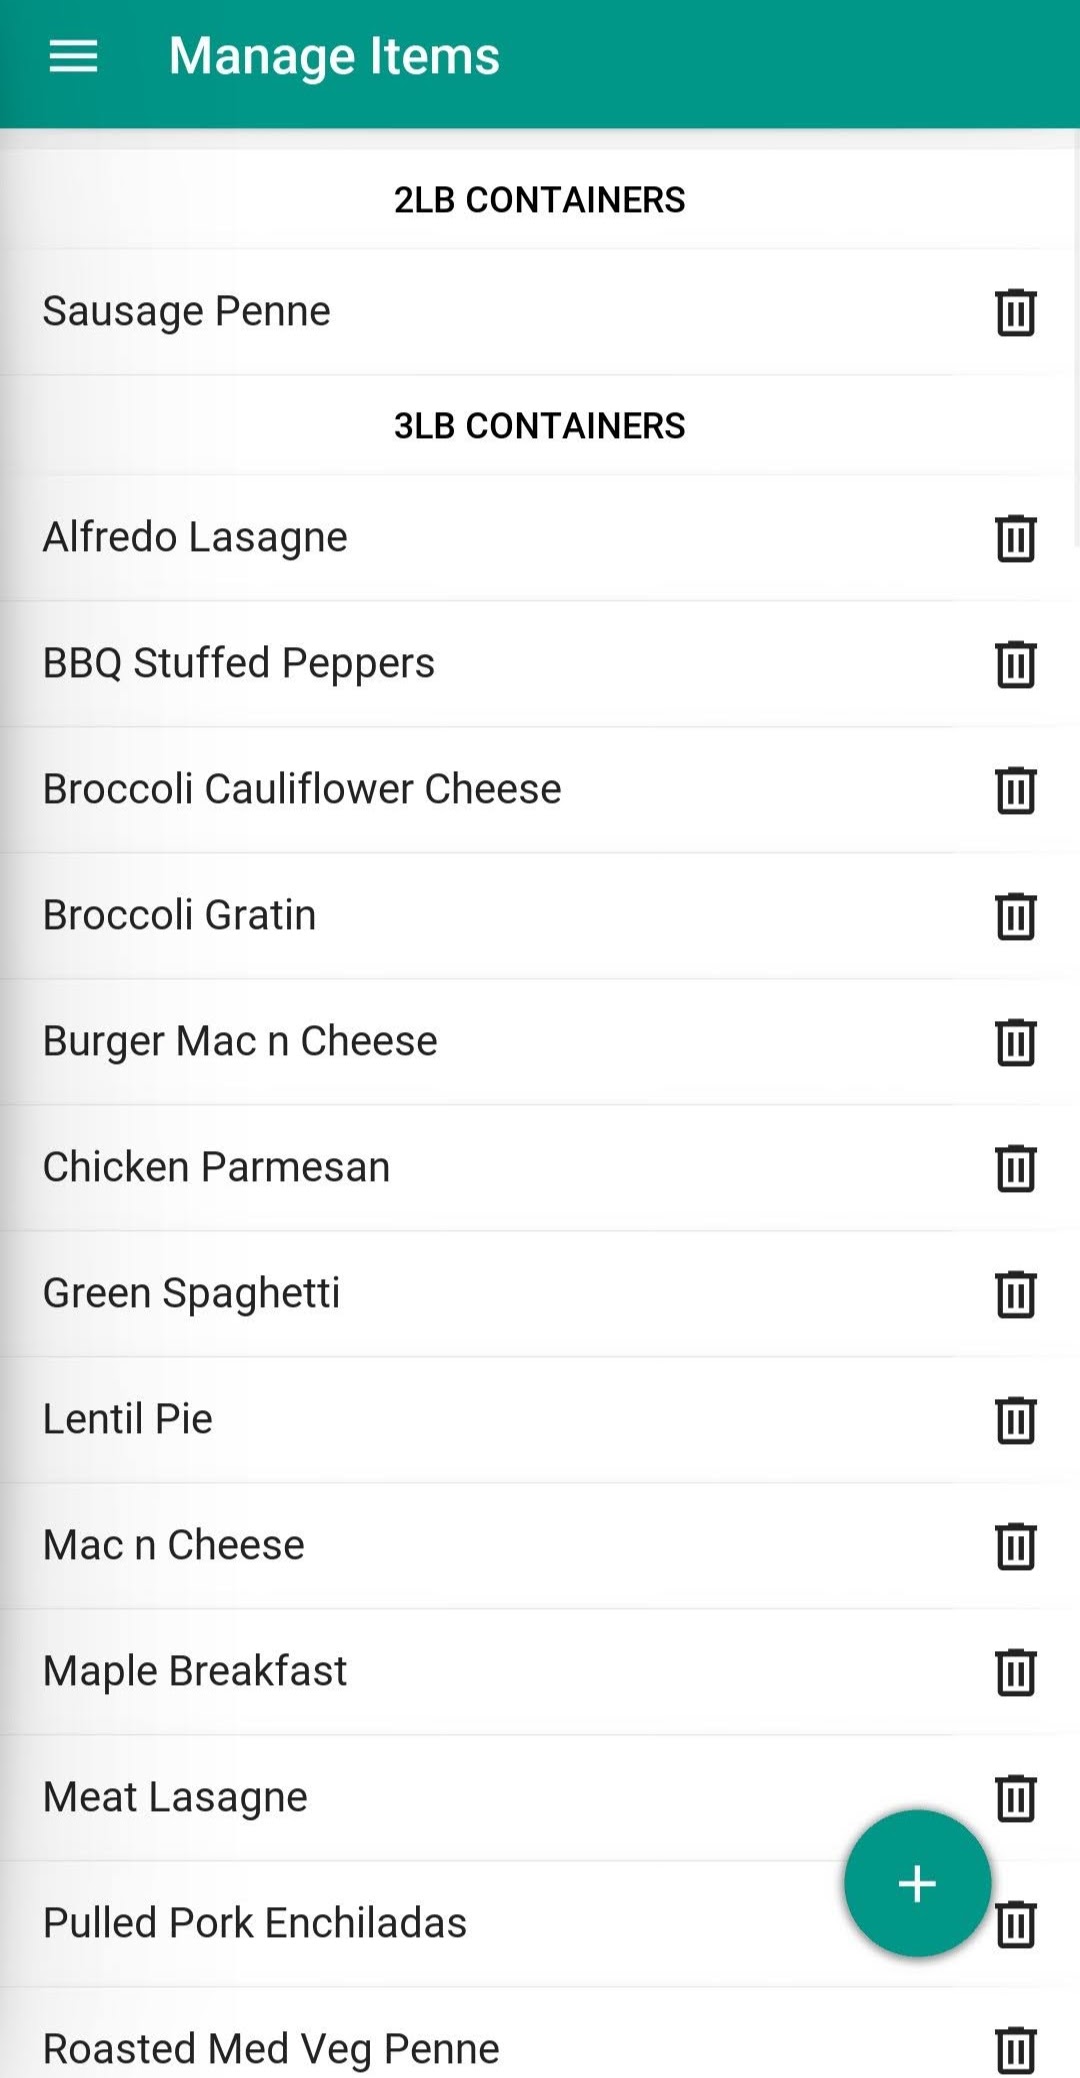 Manage Items
2LB CONTAINERS
Sausage Penne
3LB CONTAINERS
Alfredo Lasagne
BBQ Stuffed Peppers
Broccoli Cauliflower Cheese
Broccoli Gratin
Burger Mac n Cheese
Chicken Parmesan
Green Spaghetti
Lentil Pie
Mac n Cheese
Maple Breakfast
Meat Lasagne
Pulled Pork Enchiladas
Roasted Med Veg Penne